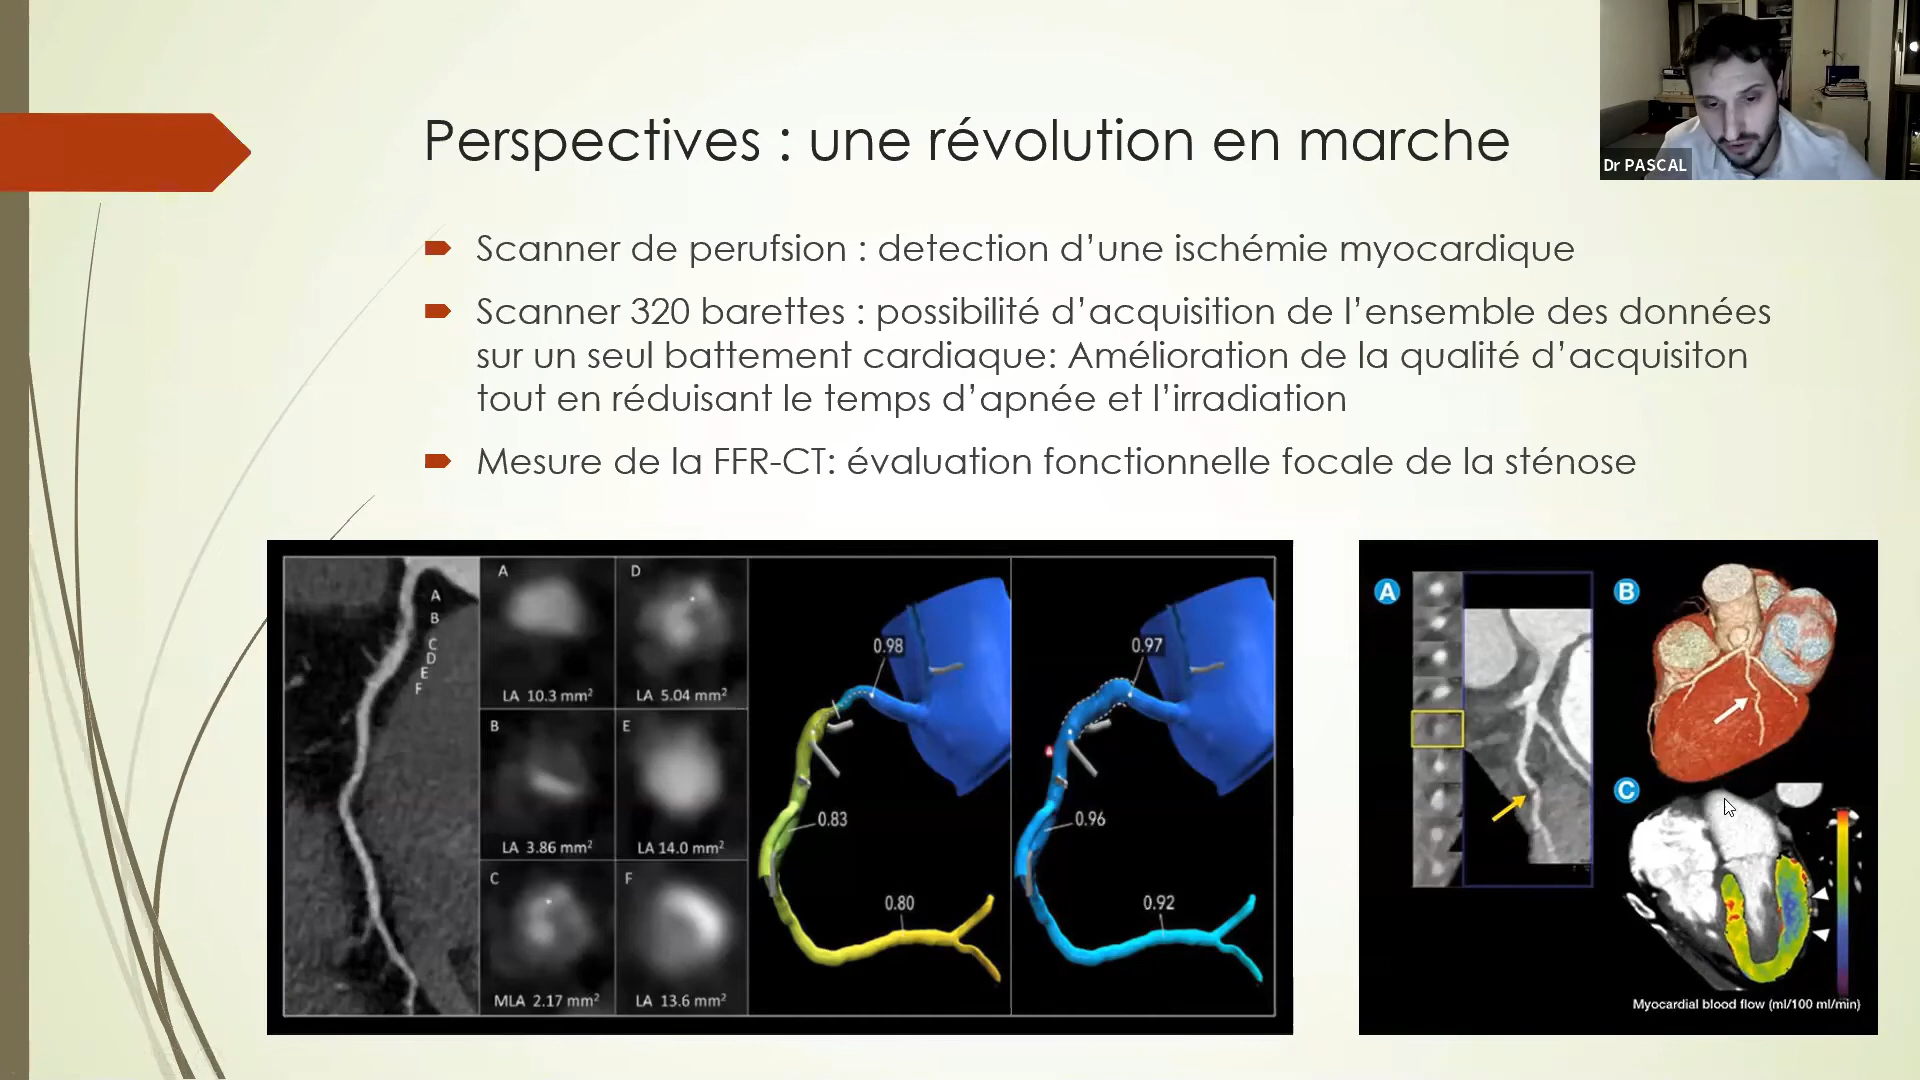 Perspectives : une révolution en marche
Dr PASCAL
Scanner de perufsion : detection d’une ischémie myocardique
Scanner 320 barettes : possibilité d’acquisition de l’ensemble des données
sur un seul battement cardiaque: Amélioration de la qualité d’acquisiton
tout en réduisant le temps d’apnée et l’irradiation
Mesure de la FFR-CT: évaluation fonctionnelle focale de la sténose
A
B
C
D
E
F
A
LA 10.3 mm²
D
LA 5.04 mm²
B
LA 3.86 mm²
E
LA 14.0 mm²
C
MLA 2.17 mm²
F
LA 13.6 mm²
0.98
0.83
0.80
0.97
0.96
0.92
A
B
C
Myocardial blood flow (ml/100 ml/min)